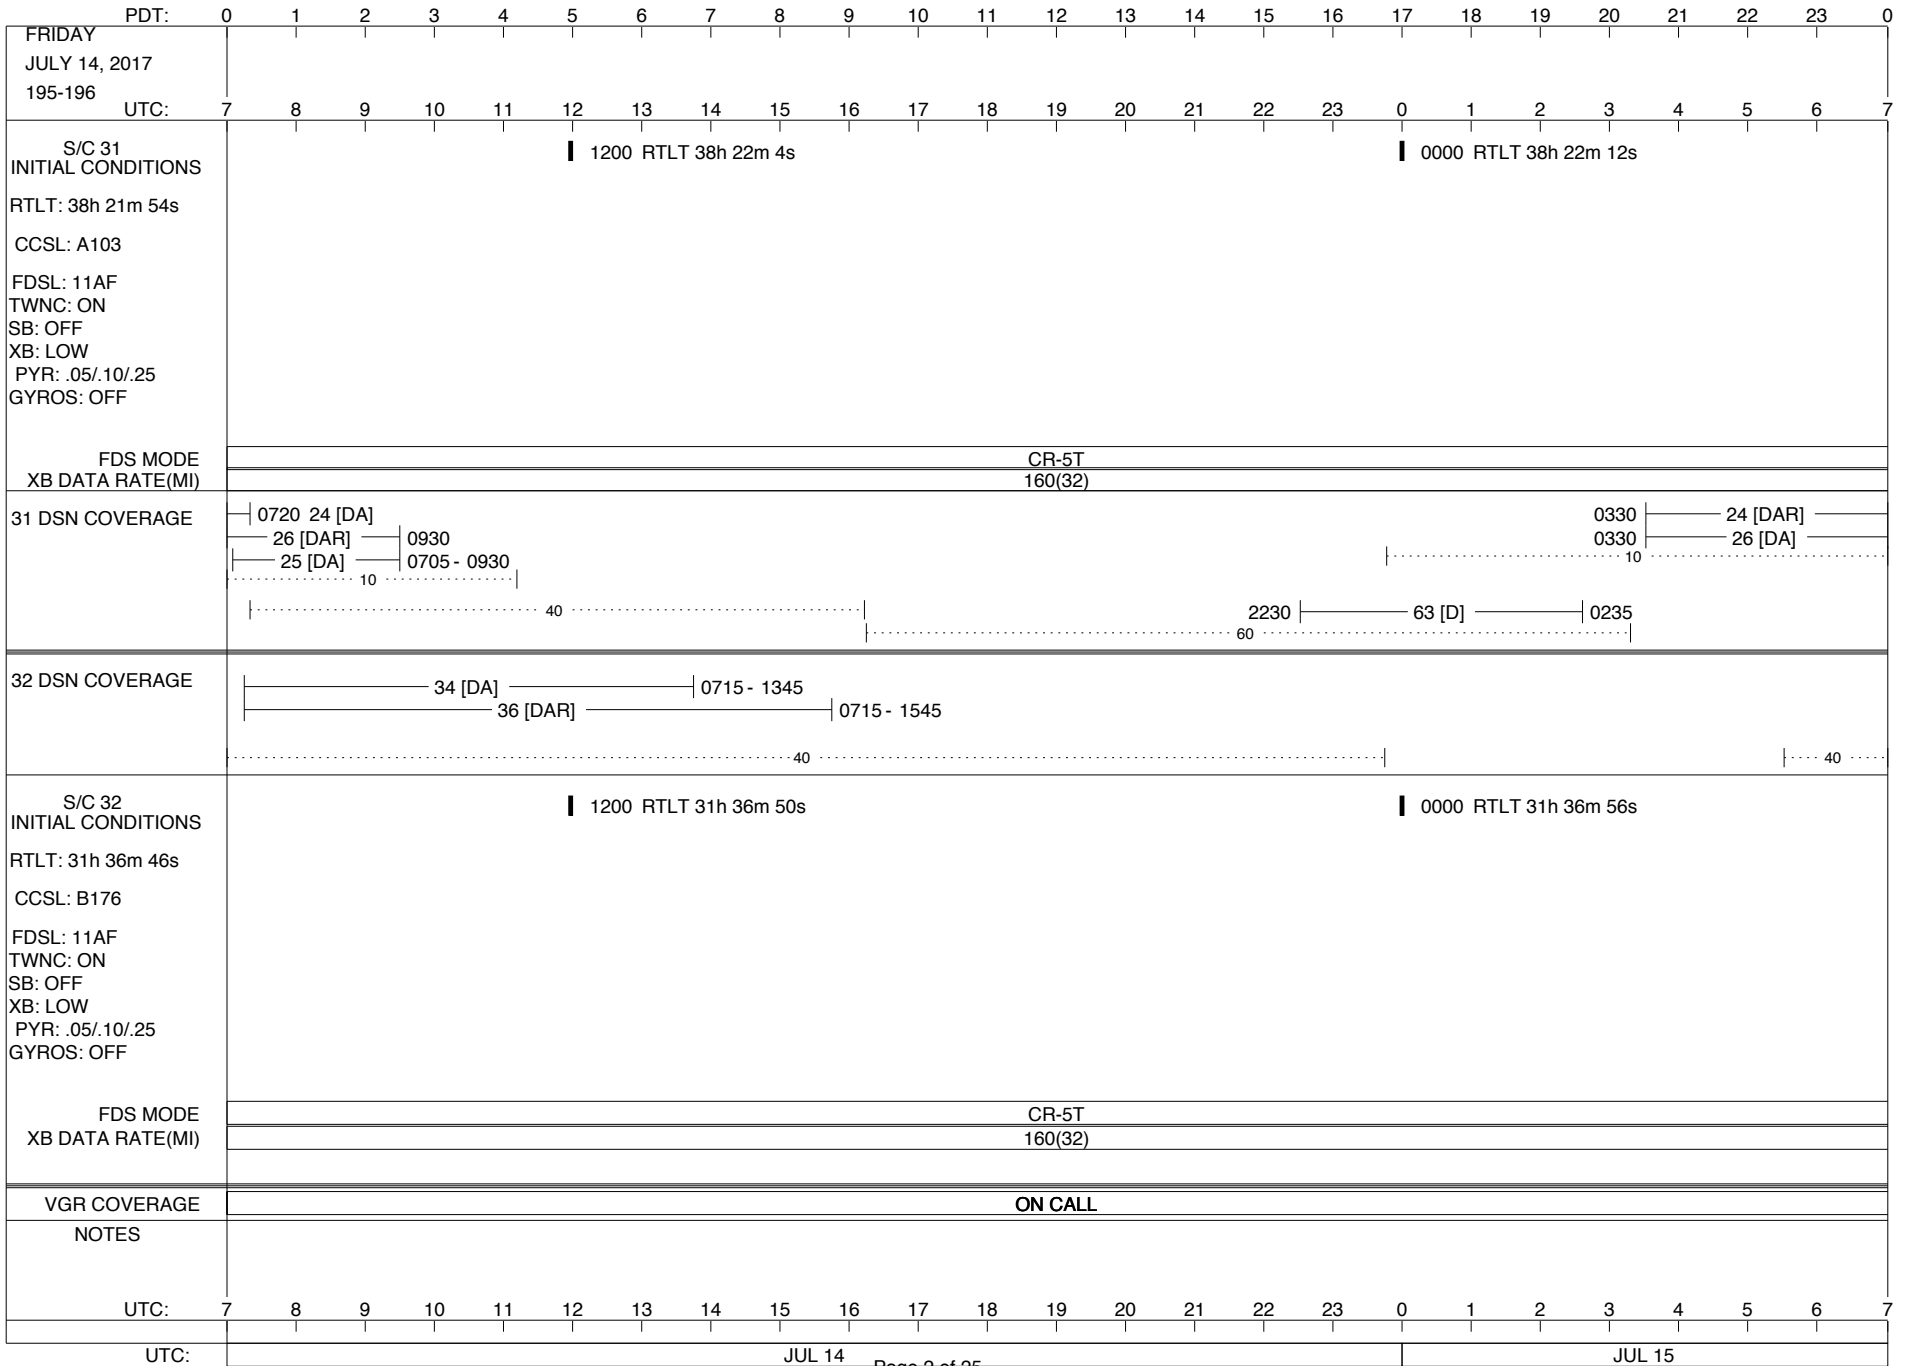 PDT: 0 1 2 3 4 5 6 7 8 9 10 11 12 13 14 15 16 17 18 19 20 21 22 23 0
FRIDAY
JULY 14, 2017
195-196
UTC: 7 8 9 10 11 12 13 14 15 16 17 18 19 20 21 22 23 0 1 2 3 4 5 6 7
S/C 31
INITIAL CONDITIONS
1200 RTLT 38h 22m 4s
0000 RTLT 38h 22m 12s
RTLT: 38h 21m 54s
CCSL: A103
FDSL: 11AF
TWNC: ON
SB: OFF
XB: LOW
PYR: .05/.10/.25
GYROS: OFF
FDS MODE CR-5T
XB DATA RATE(MI) 160(32)
31 DSN COVERAGE
0720 24 [DA] 0330 24 [DAR]
26 [DAR] 0930 0330 26 [DA]
25 [DA] 0705 - 0930 10
10
40 2230 63 [D] 0235
60
32 DSN COVERAGE
34 [DA] 0715 - 1345
36 [DAR] 0715 - 1545
40 40
S/C 32
INITIAL CONDITIONS
1200 RTLT 31h 36m 50s
0000 RTLT 31h 36m 56s
RTLT: 31h 36m 46s
CCSL: B176
FDSL: 11AF
TWNC: ON
SB: OFF
XB: LOW
PYR: .05/.10/.25
GYROS: OFF
FDS MODE CR-5T
XB DATA RATE(MI) 160(32)
VGR COVERAGE ON CALL
NOTES
UTC: 7 8 9 10 11 12 13 14 15 16 17 18 19 20 21 22 23 0 1 2 3 4 5 6 7
UTC: JUL 14 JUL 15
Page 2 of 25